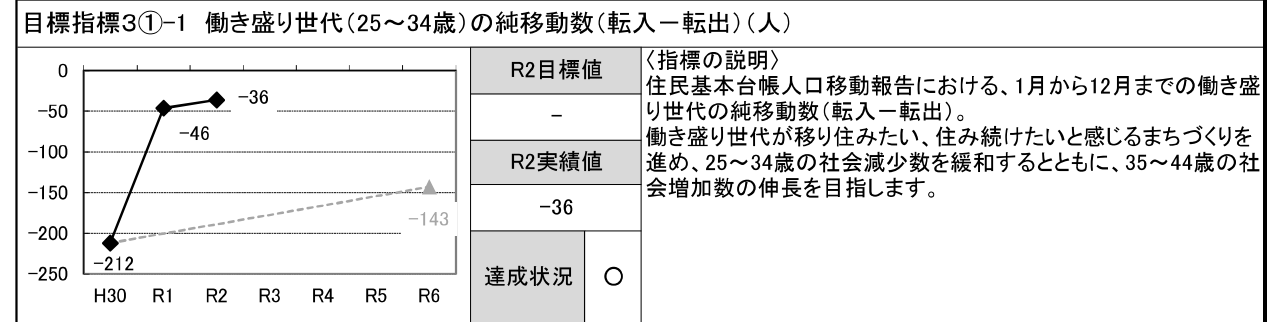 目標指標3①-1 働き盛り世代(25～34歳)の純移動数(転入－転出)(人)
0
-50
-100
-150
-200
-250
-36
-46
-143
-212
H30 R1 R2 R3 R4 R5 R6
R2目標値
-
R2実績値
-36
達成状況 ○
〈指標の説明〉
住民基本台帳人口移動報告における、1月から12月までの働き盛
り世代の純移動数(転入－転出)。
働き盛り世代が移り住みたい、住み続けたいと感じるまちづくりを
進め、25～34歳の社会減少数を緩和するとともに、35～44歳の社
会増加数の伸長を目指します。